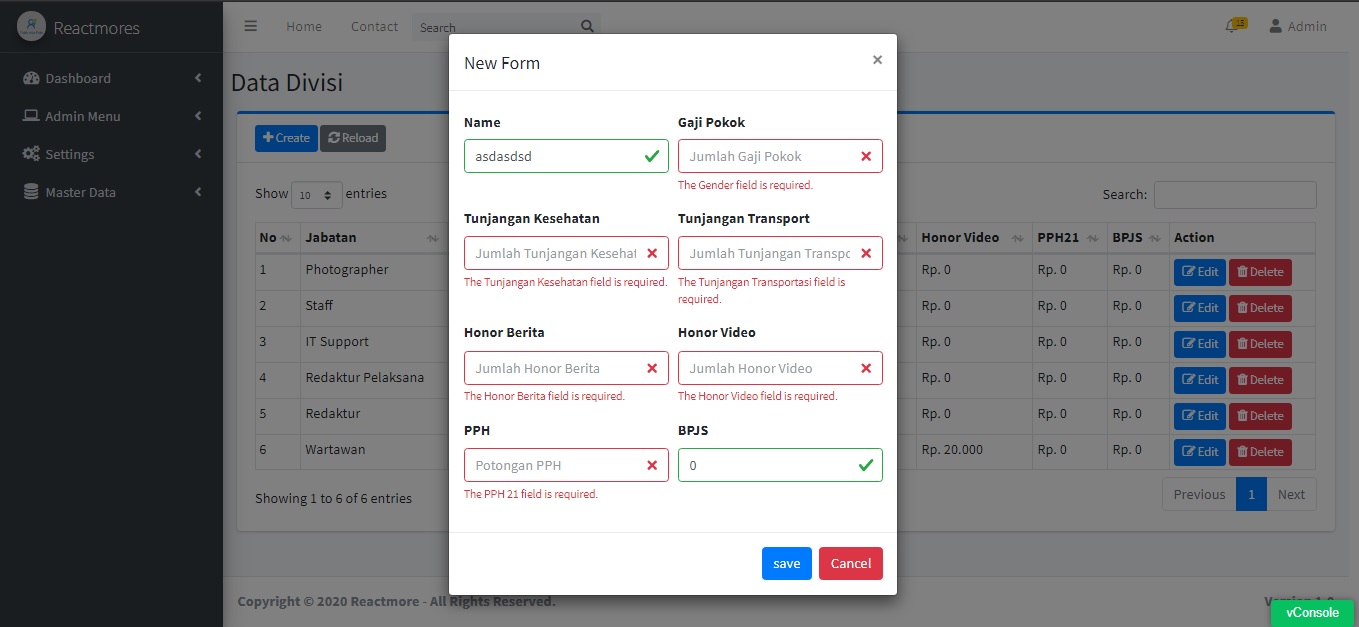 Reactmores
Home Contact Search
15 Admin
Dashboard
Admin Menu
Settings
Master Data
Data Divisi
Create Reload
Show 10 entries
Search:
No Jabatan Honor Video PPH21 BPJS Action
1 Photographer Rp. 0 Rp. 0 Rp. 0 Edit Delete
2 Staff Rp. 0 Rp. 0 Rp. 0 Edit Delete
3 IT Support Rp. 0 Rp. 0 Rp. 0 Edit Delete
4 Redaktur Pelaksana Rp. 0 Rp. 0 Rp. 0 Edit Delete
5 Redaktur Rp. 0 Rp. 0 Rp. 0 Edit Delete
6 Wartawan Rp. 20.000 Rp. 0 Rp. 0 Edit Delete
Showing 1 to 6 of 6 entries
Previous 1 Next
New Form ×
Name Gaji Pokok
asdasdsd Jumlah Gaji Pokok
The Gender field is required.
Tunjangan Kesehatan Tunjangan Transport
Jumlah Tunjangan Kesehat Jumlah Tunjangan Transpo
The Tunjangan Kesehatan field is required. The Tunjangan Transportasi field is
required.
Honor Berita Honor Video
Jumlah Honor Berita Jumlah Honor Video
The Honor Berita field is required. The Honor Video field is required.
PPH BPJS
Potongan PPH 0
The PPH 21 field is required.
save Cancel
Copyright © 2020 Reactmore - All Rights Reserved.
vConsole